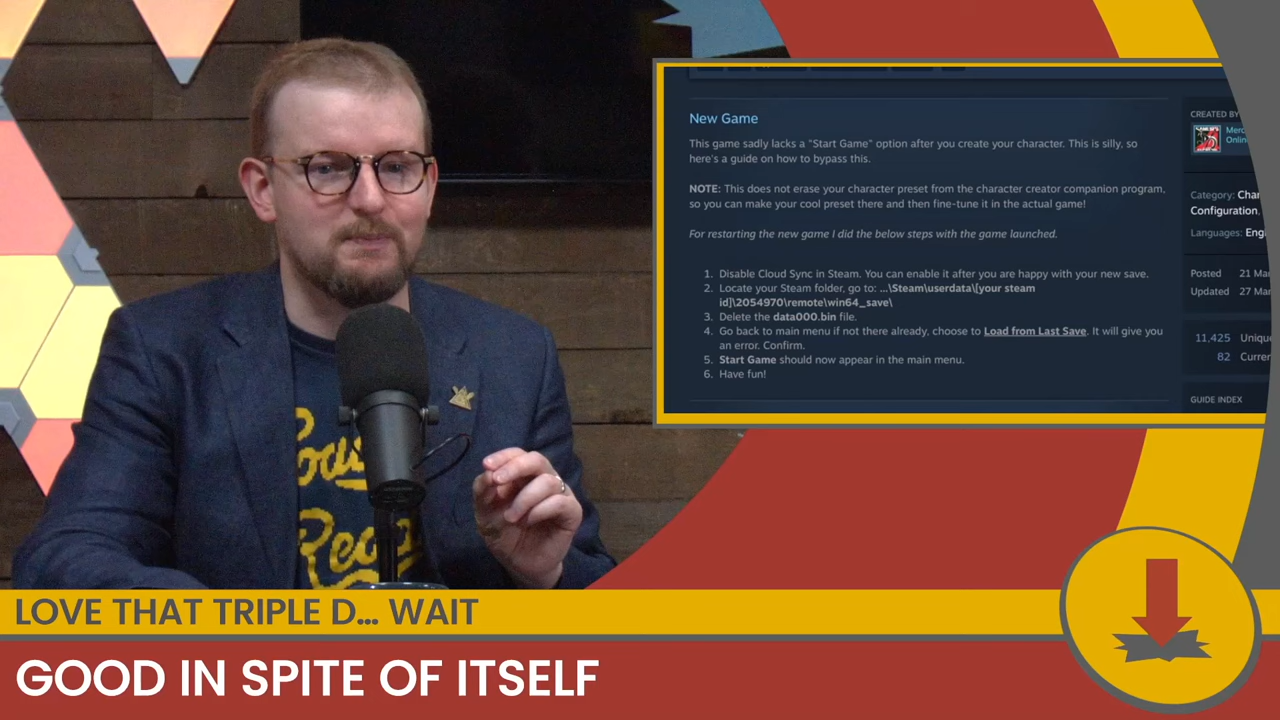 New Game
This game sadly lacks a "Start Game" option after you create your character. This is silly, so
here's a guide on how to bypass this.
NOTE: This does not erase your character preset from the character creator companion program,
so you can make your cool preset there and then fine-tune it in the actual game!
For restarting the new game I did the below steps with the game launched.
1. Disable Cloud Sync in Steam. You can enable it after you are happy with your new save.
2. Locate your Steam folder, go to: ...\Steam\userdata\[your steam
id]\2054970\remote\win64_save\
3. Delete the data000.bin file.
4. Go back to main menu if not there already, choose to Load from Last Save. It will give you
an error. Confirm.
5. Start Game should now appear in the main menu.
6. Have fun!
CREATED BY
Category:
Configuration,
Languages:
Posted 21
Updated 27
11,425
82
GUIDE INDEX
LOVE THAT TRIPLE D... WAIT
GOOD IN SPITE OF ITSELF